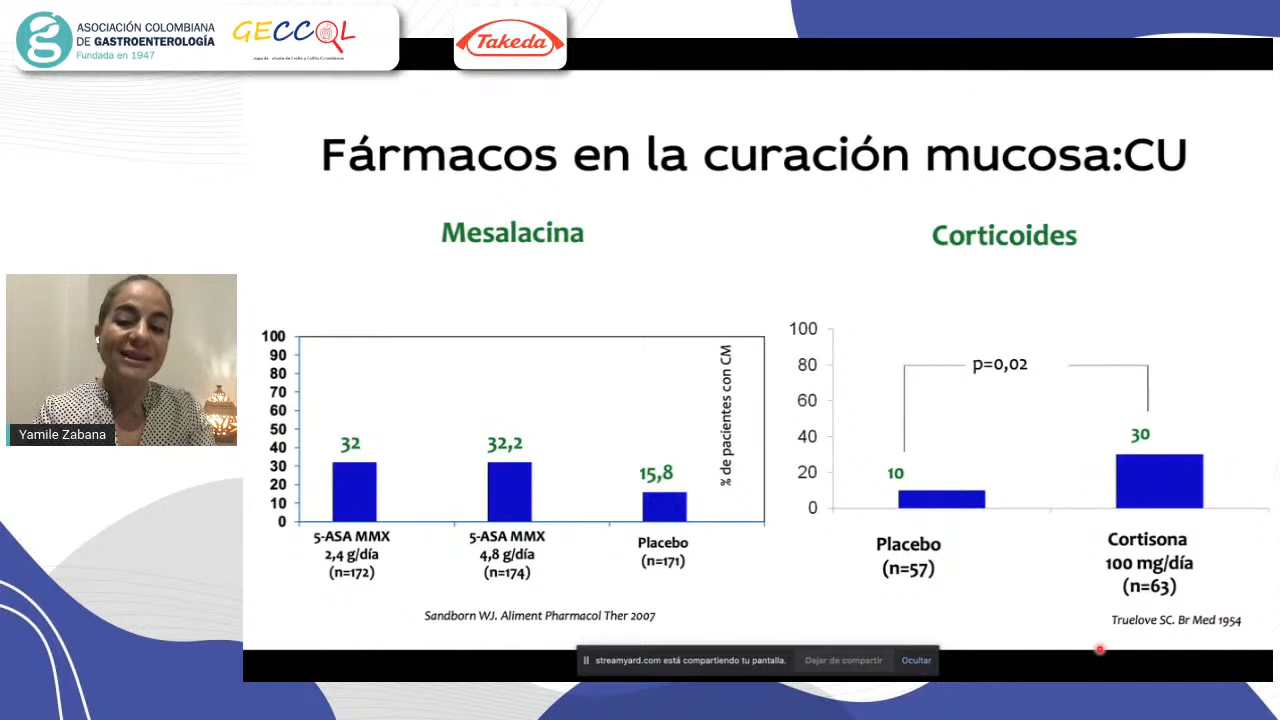 ASOCIACIÓN COLOMBIANA
DE GASTROENTEROLOGÍA
Fundada en 1947
GECCOL
Takeda
Fármacos en la curación mucosa:CU
Mesalacina
100
90
80
70
60
50
40
30
20
10
0
32
32,2
15,8
% de pacientes con CM
5-ASA MMX
2,4 g/día
(n=172)
5-ASA MMX
4,8 g/día
(n=174)
Placebo
(n=171)
Sandborn WJ. Aliment Pharmacol Ther 2007
Corticoides
100
80
60
40
20
0
p=0,02
10
30
Placebo
(n=57)
Cortisona
100 mg/día
(n=63)
Truelove SC. Br Med 1954
Yamile Zabana
streamyard.com está compartiendo tu pantalla.
Dejar de compartir
Ocultar